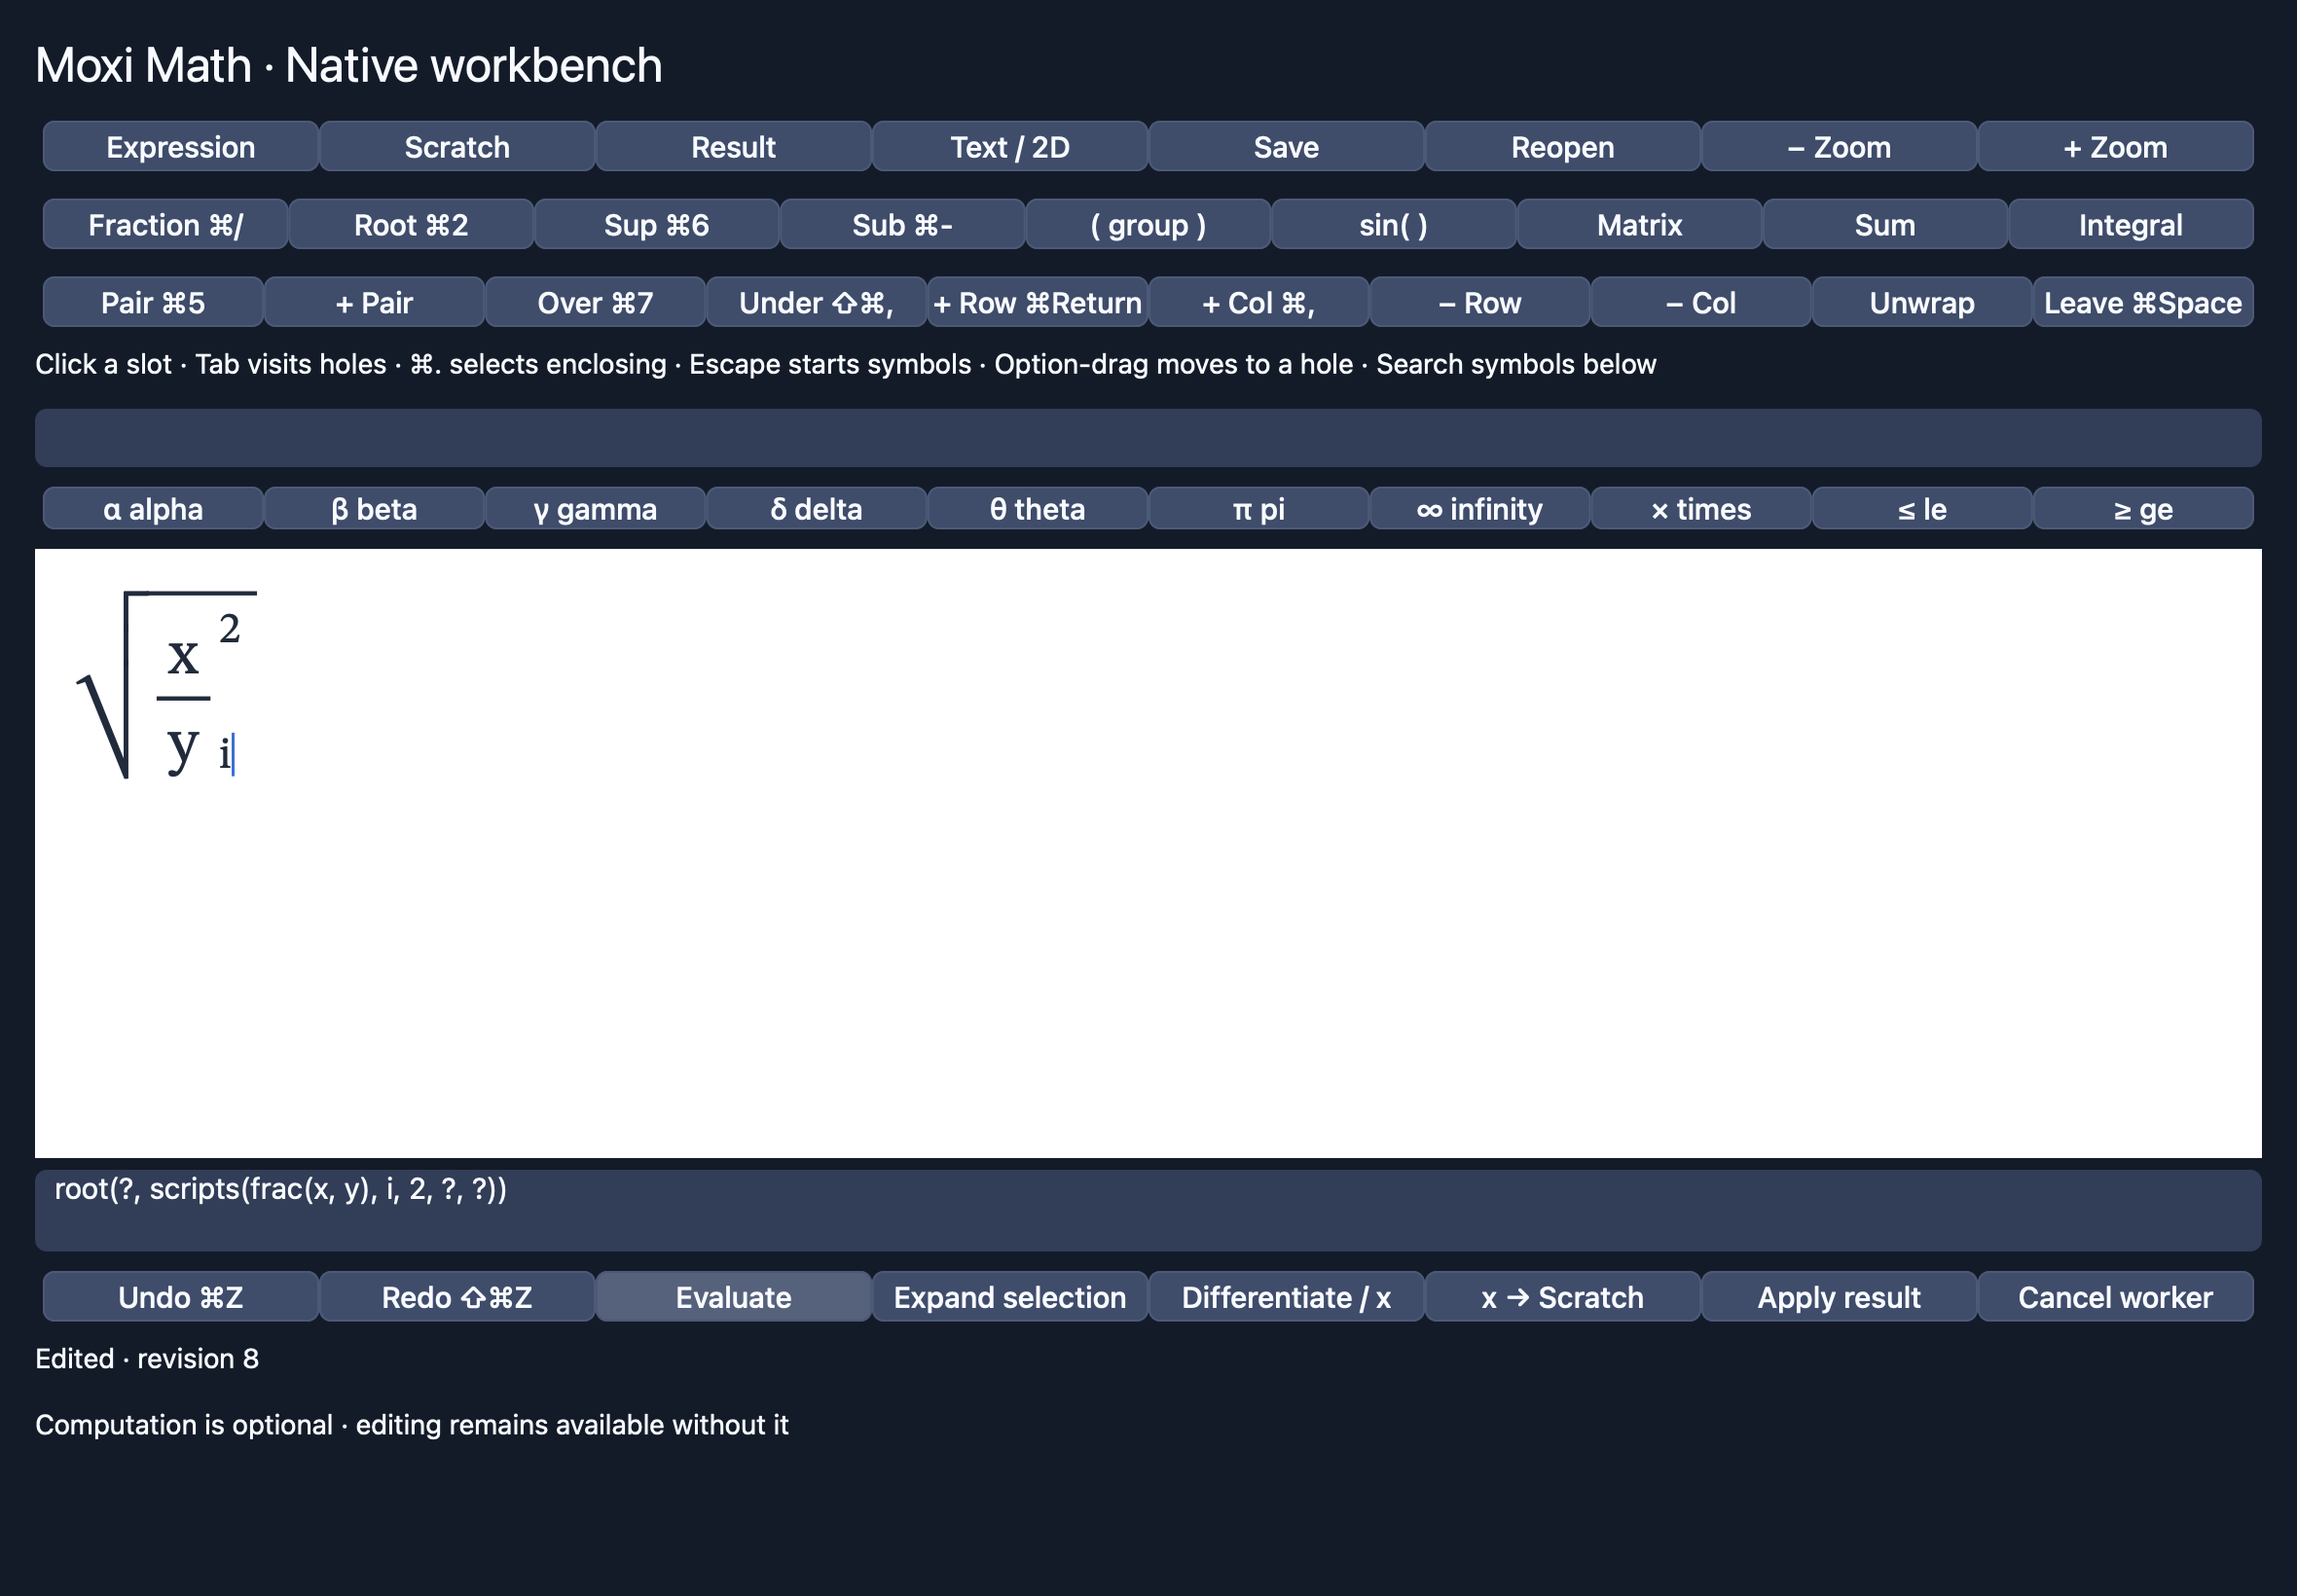 Moxi Math · Native workbench
Expression Scratch Result Text / 2D Save Reopen − Zoom + Zoom
Fraction ⌘/ Root ⌘2 Sup ⌘6 Sub ⌘- ( group ) sin( ) Matrix Sum Integral
Pair ⌘5 + Pair Over ⌘7 Under ⇧⌘, + Row ⌘Return + Col ⌘, − Row − Col Unwrap Leave ⌘Space
Click a slot · Tab visits holes · ⌘. selects enclosing · Escape starts symbols · Option-drag moves to a hole · Search symbols below
α alpha β beta γ gamma δ delta θ theta π pi ∞ infinity × times ≤ le ≥ ge
√
x 2
y i
root(?, scripts(frac(x, y), i, 2, ?, ?))
Undo ⌘Z Redo ⇧⌘Z Evaluate Expand selection Differentiate / x x → Scratch Apply result Cancel worker
Edited · revision 8
Computation is optional · editing remains available without it